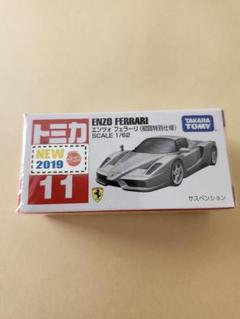 トミカ
NEW
2019
11
ENZO FERRARI
エンツォ フェラーリ(初回特別仕様)
SCALE 1/62
TAKARA
TOMY
サスペンション